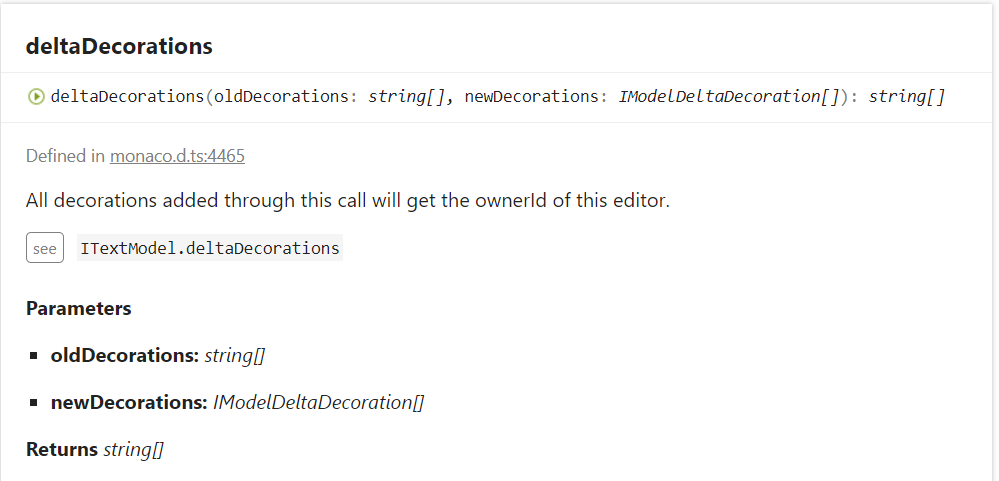 deltaDecorations
deltaDecorations(oldDecorations: string[], newDecorations: IModelDeltaDecoration[]): string[]
Defined in monaco.d.ts:4465
All decorations added through this call will get the ownerId of this editor.
see ITextModel.deltaDecorations
Parameters
oldDecorations: string[]
newDecorations: IModelDeltaDecoration[]
Returns string[]